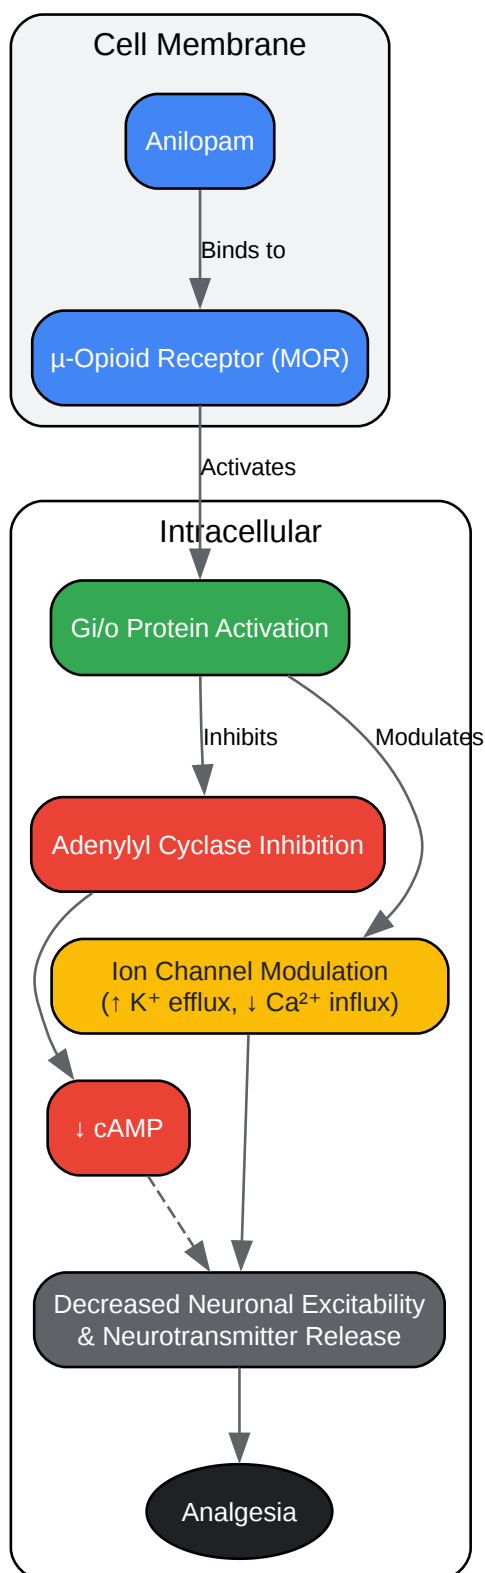 Cell Membrane
Anilopam
Binds to
µ-Opioid Receptor (MOR)
Activates
Intracellular
Gi/o Protein Activation
Inhibits
Modulates
Adenylyl Cyclase Inhibition
Ion Channel Modulation
(↑ K⁺ efflux, ↓ Ca²⁺ influx)
↓ cAMP
Decreased Neuronal Excitability
& Neurotransmitter Release
Analgesia